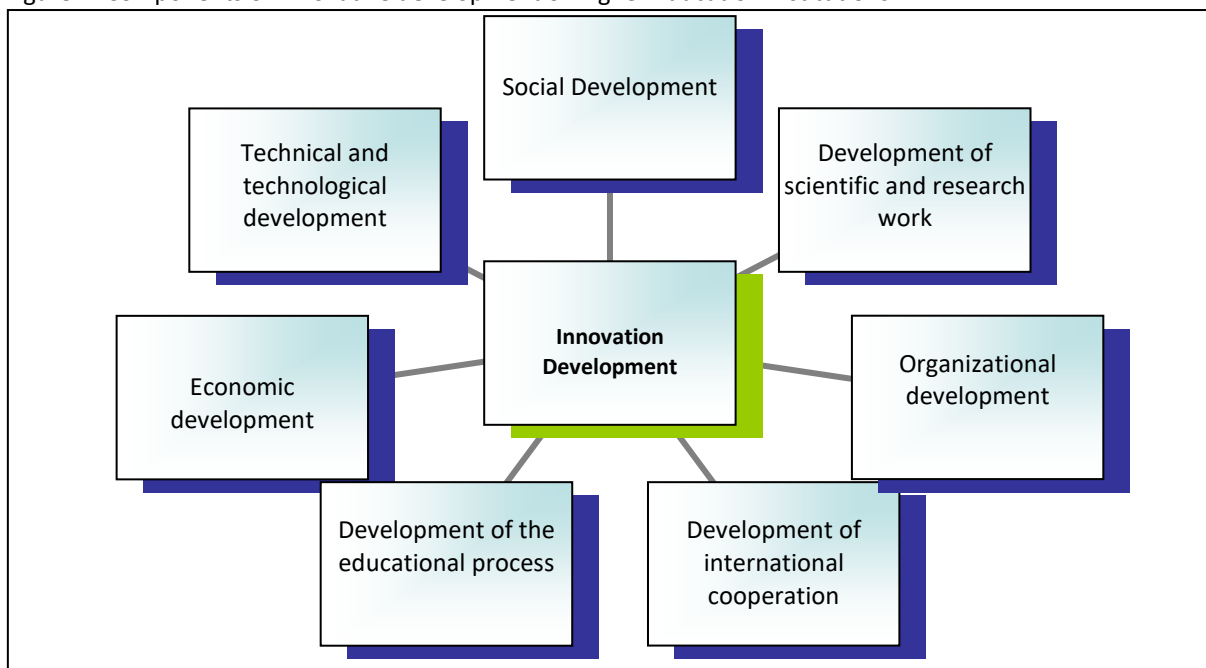 Social Development
Technical and
technological
development
Development of
scientific and research
work
Innovation
Development
Economic
development
Organizational
development
Development of the
educational process
Development of
international
cooperation